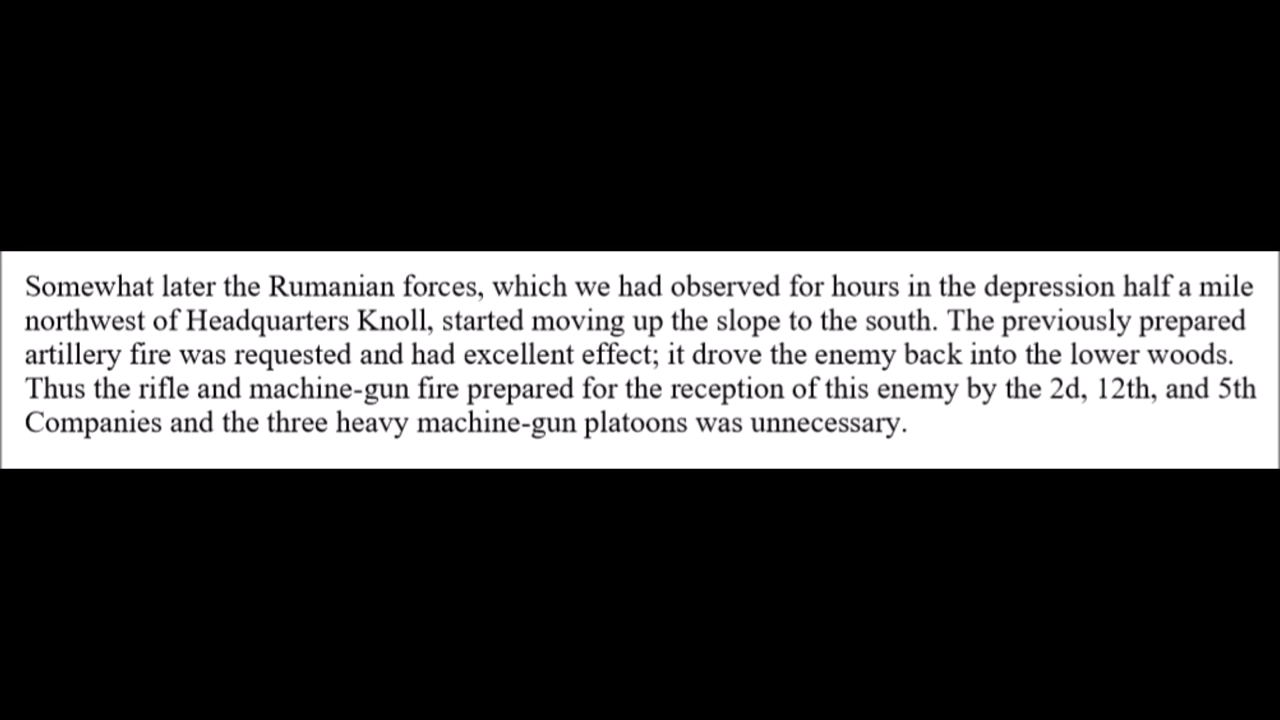 Somewhat later the Rumanian forces, which we had observed for hours in the depression half a mile
northwest of Headquarters Knoll, started moving up the slope to the south. The previously prepared
artillery fire was requested and had excellent effect; it drove the enemy back into the lower woods.
Thus the rifle and machine-gun fire prepared for the reception of this enemy by the 2d, 12th, and 5th
Companies and the three heavy machine-gun platoons was unnecessary.